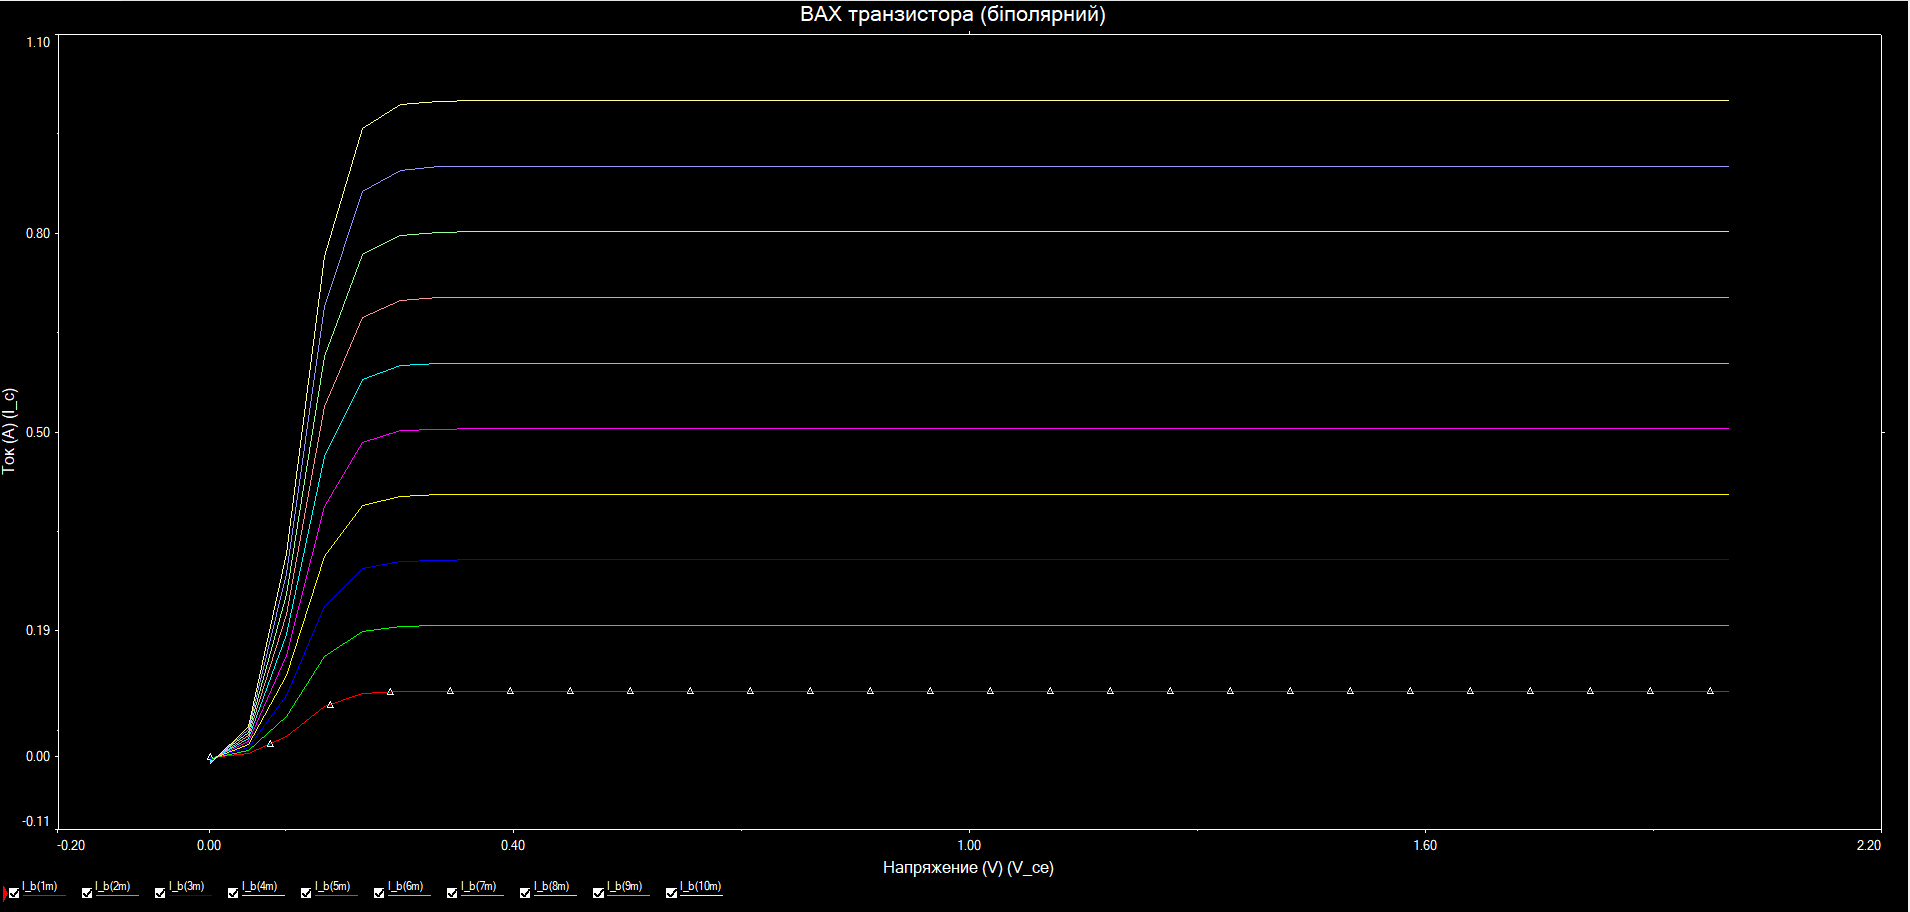 ВАХ транзистора (біполярний)
1.10
0.80
0.50
0.19
0.00
-0.11
Ток (А) (I_c)
-0.20 0.00 0.40 1.00 1.60 2.20
Напряжение (V) (V_ce)
I_b(1m) I_b(2m) I_b(3m) I_b(4m) I_b(5m) I_b(6m) I_b(7m) I_b(8m) I_b(9m) I_b(10m)